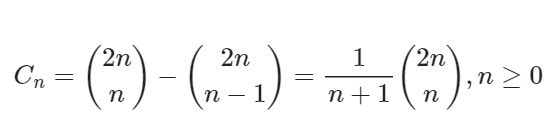 $C_n = \binom{2n}{n} - \binom{2n}{n-1} = \frac{1}{n+1}\binom{2n}{n}, n \geq 0$